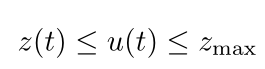 z(t) ≤ u(t) ≤ z_max